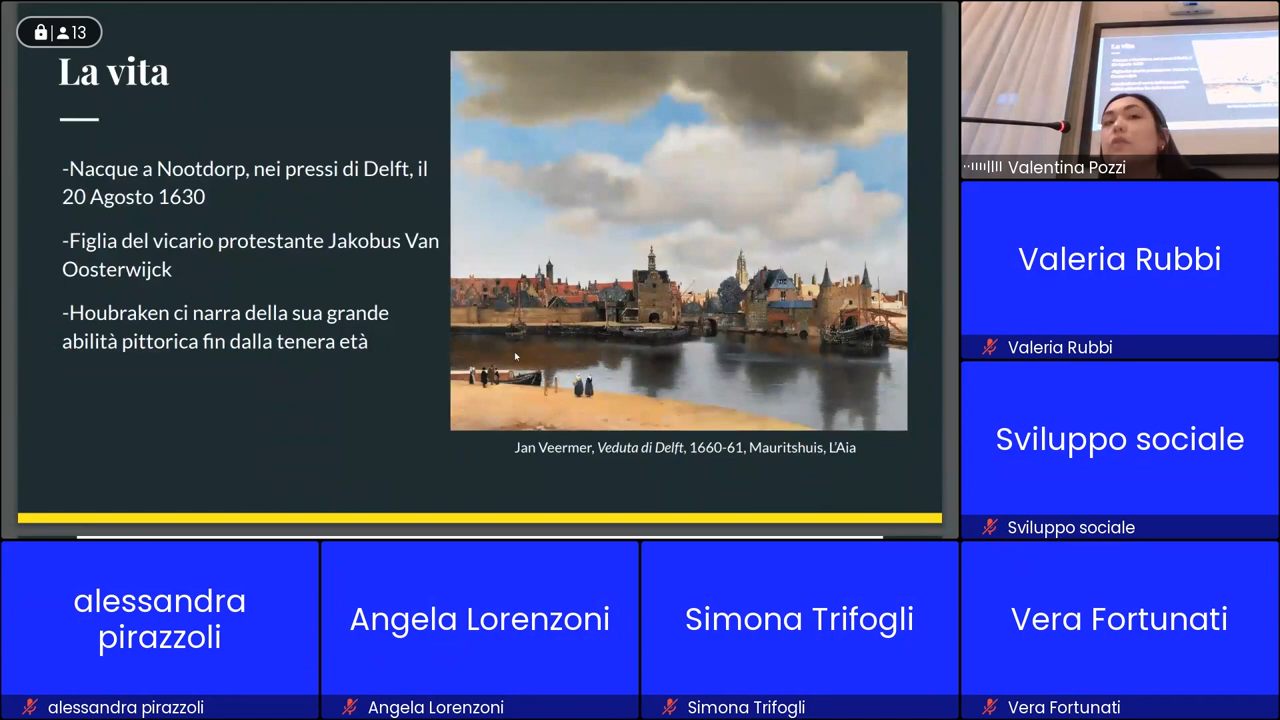 13
La vita
-Nacque a Nootdorp, nei pressi di Delft, il
20 Agosto 1630
-Figlia del vicario protestante Jakobus Van
Oosterwijck
-Houbraken ci narra della sua grande
abilità pittorica fin dalla tenera età
Jan Veermer, Veduta di Delft, 1660-61, Mauritshuis, L'Aia
La vita
Valentina Pozzi
Valeria Rubbi
Valeria Rubbi
Sviluppo sociale
Sviluppo sociale
alessandra
pirazzoli
alessandra pirazzoli
Angela Lorenzoni
Angela Lorenzoni
Simona Trifogli
Simona Trifogli
Vera Fortunati
Vera Fortunati